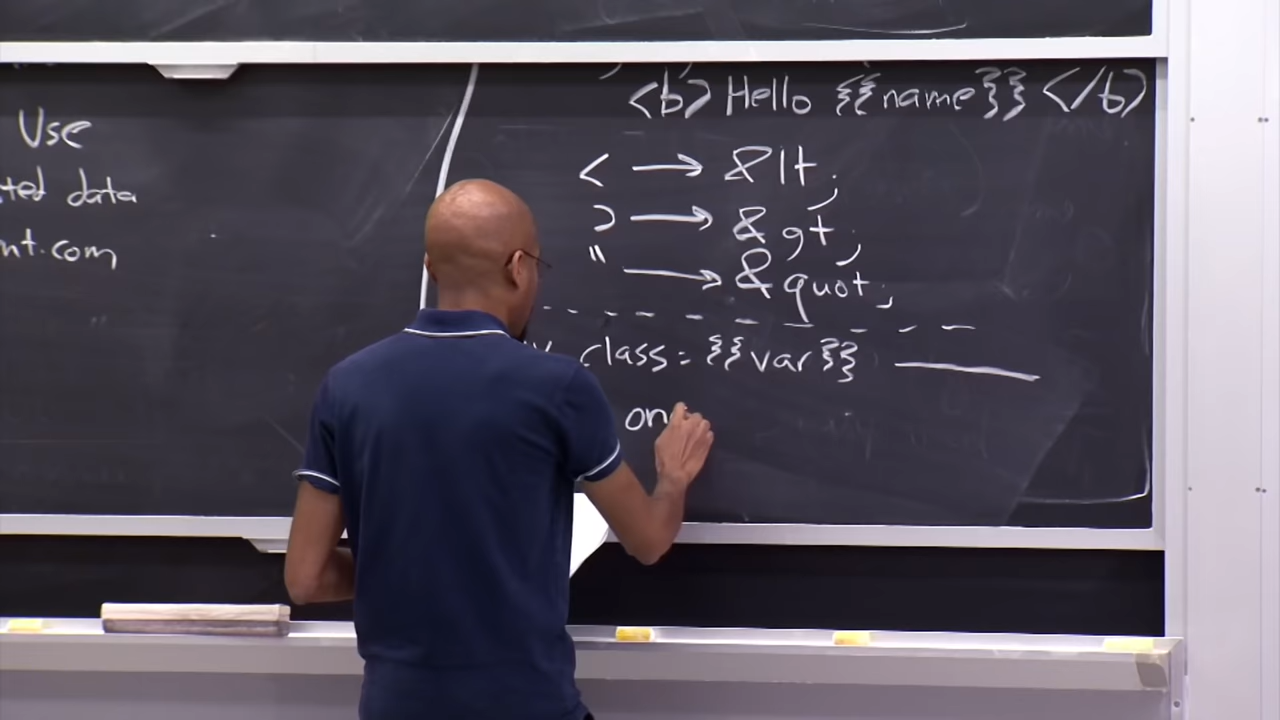 Use
ted data
nt.com
<b> Hello {{name}} </b>
< → &lt;
> → &gt;
" → &quot;
v class = {{var}}
on